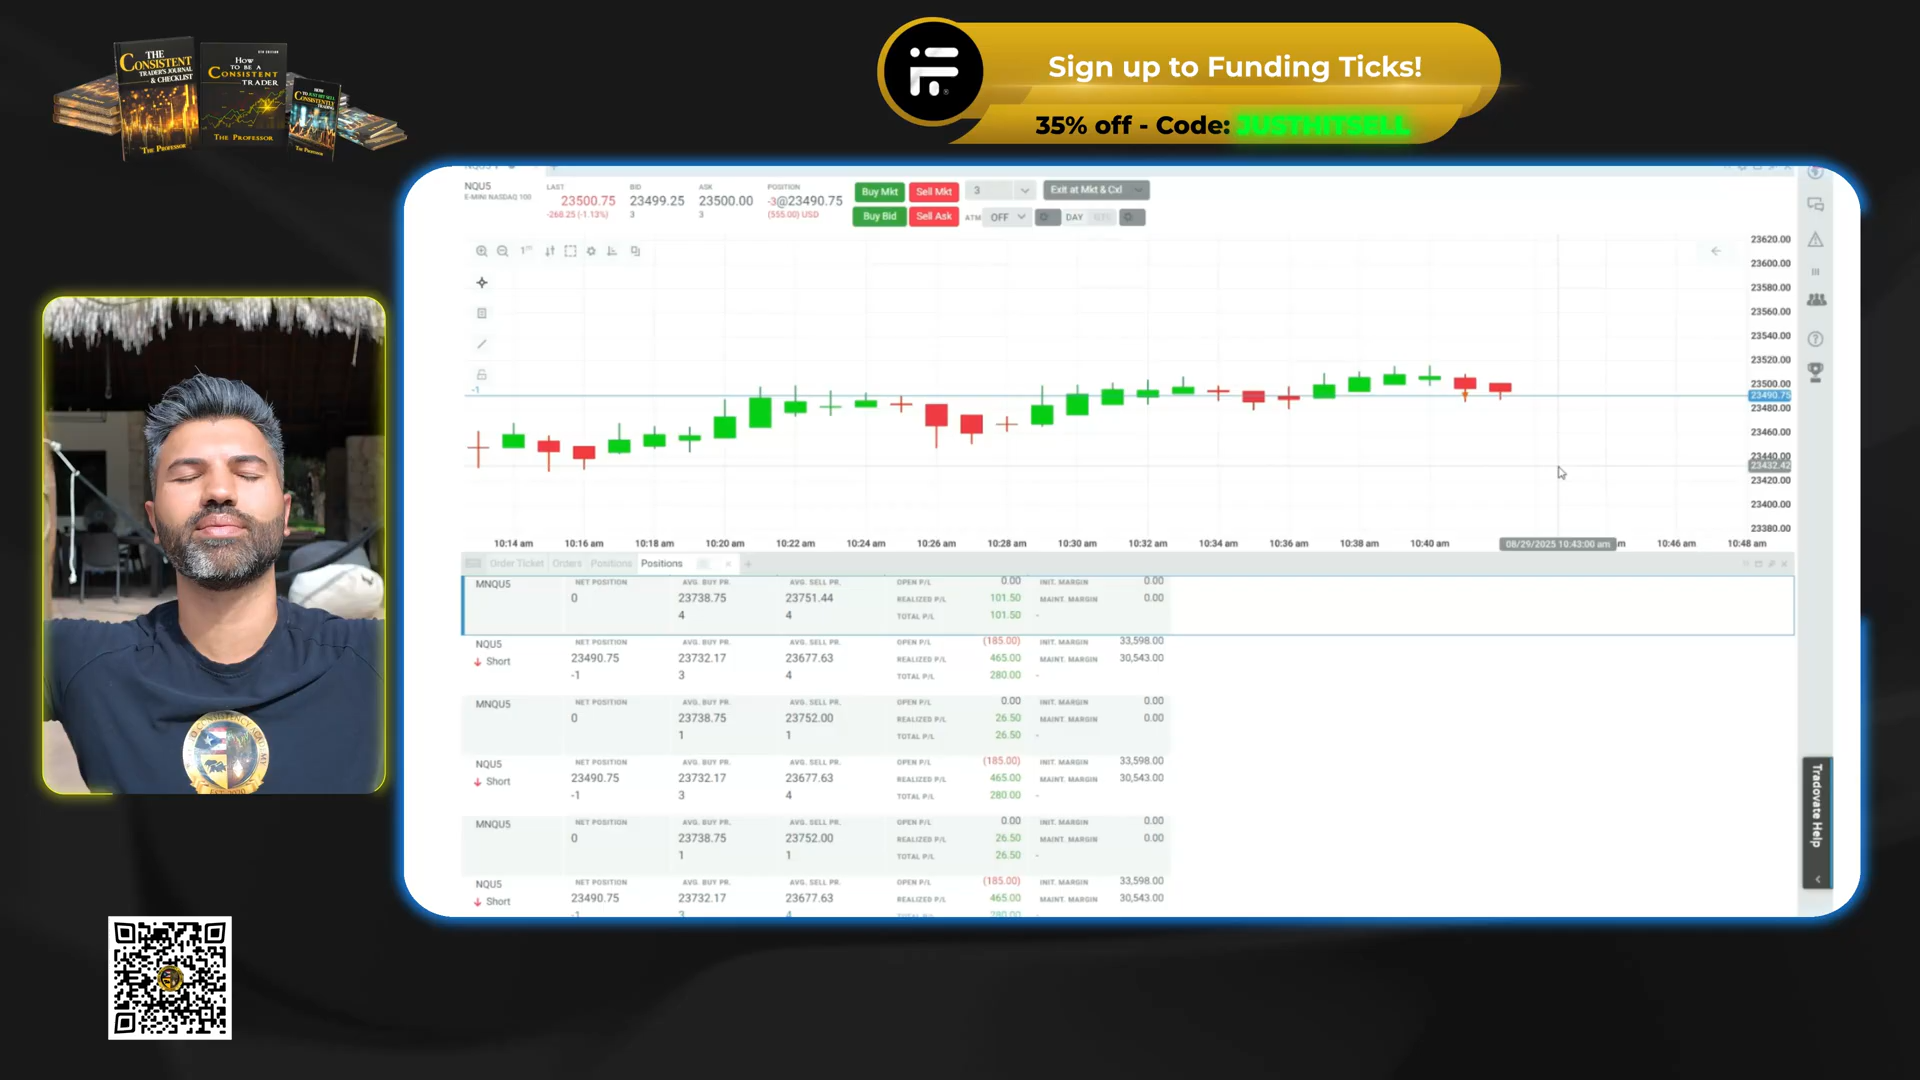 THE CONSISTENT TRADER'S JOURNAL & CHECKLIST
THE PROFESSOR
HOW TO BE A CONSISTENT TRADER
THE PROFESSOR
THE PROFESSOR
Sign up to Funding Ticks!
35% off - Code: JUSTHITSELL
NQU5
E-MINI NASDAQ 100
LAST
23500.75
-268.25 (-1.13%)
BID
23499.25
3
ASK
23500.00
3
POSITION
-3@23490.75
(555.00) USD
Buy Mkt
Sell Mkt
3
Exit at Mkt & Cxl
Buy Bid
Sell Ask
ATM
OFF
DAY
-1
23620.00
23600.00
23580.00
23560.00
23540.00
23520.00
23500.00
23490.75
23480.00
23460.00
23440.00
23432.42
23420.00
23400.00
23380.00
10:14 am
10:16 am
10:18 am
10:20 am
10:22 am
10:24 am
10:26 am
10:28 am
10:30 am
10:32 am
10:34 am
10:36 am
10:38 am
10:40 am
08/29/2025 10:43:00 am
10:46 am
10:48 am
Order Ticket
Orders
Positions
Positions
MNQU5
NET POSITION
AVG. BUY PR.
AVG. SELL PR.
OPEN P/L 0.00
INIT. MARGIN 0.00
0
23738.75
23751.44
REALIZED P/L 101.50
MAINT. MARGIN 0.00
4
4
TOTAL P/L 101.50 -
NQU5
NET POSITION
AVG. BUY PR.
AVG. SELL PR.
OPEN P/L (185.00)
INIT. MARGIN 33,598.00
Short
23490.75
23732.17
23677.63
REALIZED P/L 465.00
MAINT. MARGIN 30,543.00
-1
3
4
TOTAL P/L 280.00 -
MNQU5
NET POSITION
AVG. BUY PR.
AVG. SELL PR.
OPEN P/L 0.00
INIT. MARGIN 0.00
0
23738.75
23752.00
REALIZED P/L 26.50
MAINT. MARGIN 0.00
1
1
TOTAL P/L 26.50 -
NQU5
NET POSITION
AVG. BUY PR.
AVG. SELL PR.
OPEN P/L (185.00)
INIT. MARGIN 33,598.00
Short
23490.75
23732.17
23677.63
REALIZED P/L 465.00
MAINT. MARGIN 30,543.00
-1
3
4
TOTAL P/L 280.00 -
MNQU5
NET POSITION
AVG. BUY PR.
AVG. SELL PR.
OPEN P/L 0.00
INIT. MARGIN 0.00
0
23738.75
23752.00
REALIZED P/L 26.50
MAINT. MARGIN 0.00
1
1
TOTAL P/L 26.50 -
NQU5
NET POSITION
AVG. BUY PR.
AVG. SELL PR.
OPEN P/L (185.00)
INIT. MARGIN 33,598.00
Short
23490.75
23732.17
23677.63
REALIZED P/L 465.00
MAINT. MARGIN 30,543.00
Tradovate Help